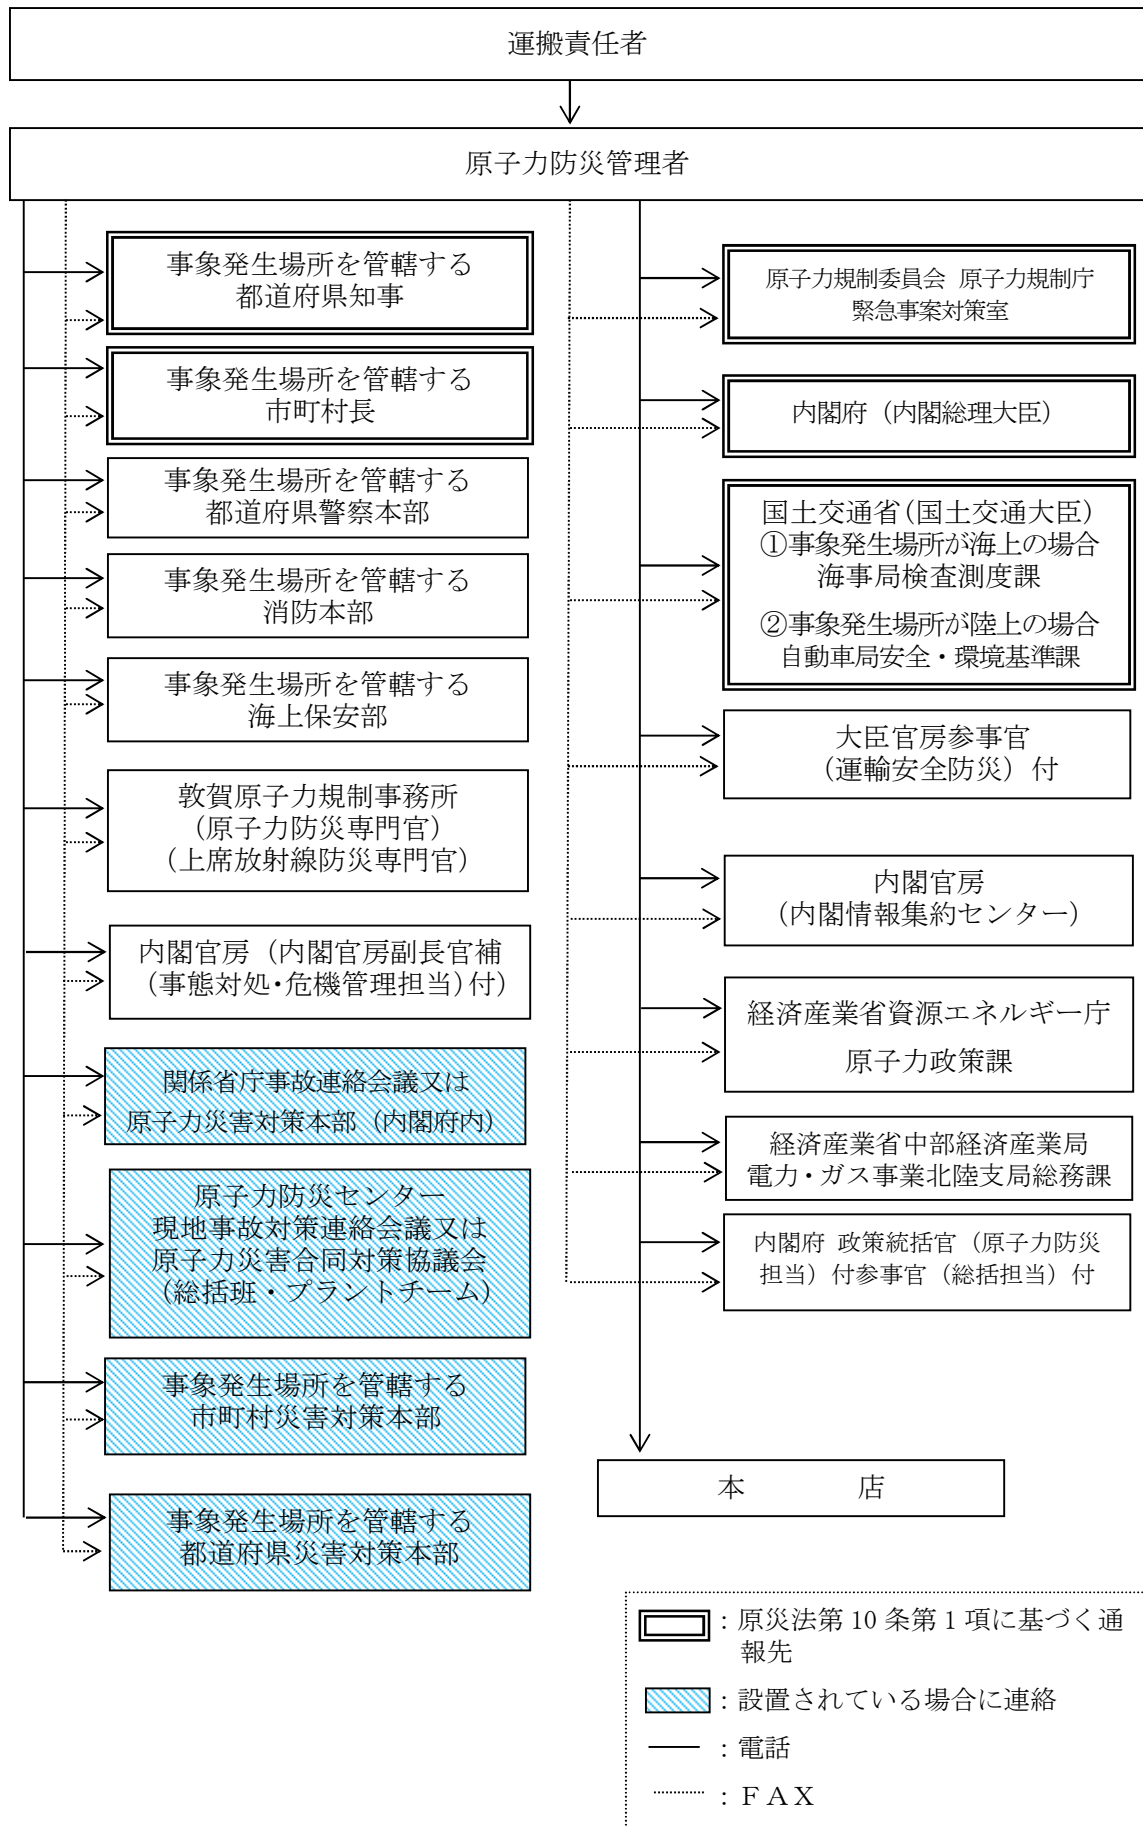 運搬責任者
原子力防災管理者
事象発生場所を管轄する
都道府県知事
事象発生場所を管轄する
市町村長
事象発生場所を管轄する
都道府県警察本部
事象発生場所を管轄する
消防本部
事象発生場所を管轄する
海上保安部
敦賀原子力規制事務所
(原子力防災専門官)
(上席放射線防災専門官)
内閣官房(内閣官房副長官補
(事態対処・危機管理担当)付)
関係省庁事故連絡会議又は
原子力災害対策本部(内閣府内)
原子力防災センター
現地事故対策連絡会議又は
原子力災害合同対策協議会
(総括班・プラントチーム)
事象発生場所を管轄する
市町村災害対策本部
事象発生場所を管轄する
都道府県災害対策本部
原子力規制委員会 原子力規制庁
緊急事案対策室
内閣府(内閣総理大臣)
国土交通省(国土交通大臣)
①事象発生場所が海上の場合
海事局検査測度課
②事象発生場所が陸上の場合
自動車局安全・環境基準課
大臣官房参事官
(運輸安全防災)付
内閣官房
(内閣情報集約センター)
経済産業省資源エネルギー庁
原子力政策課
経済産業省中部経済産業局
電力・ガス事業北陸支局総務課
内閣府 政策統括官(原子力防災
担当)付参事官(総括担当)付
本 店
:原災法第 10 条第 1 項に基づく通
報先
:設置されている場合に連絡
:電話
:FAX